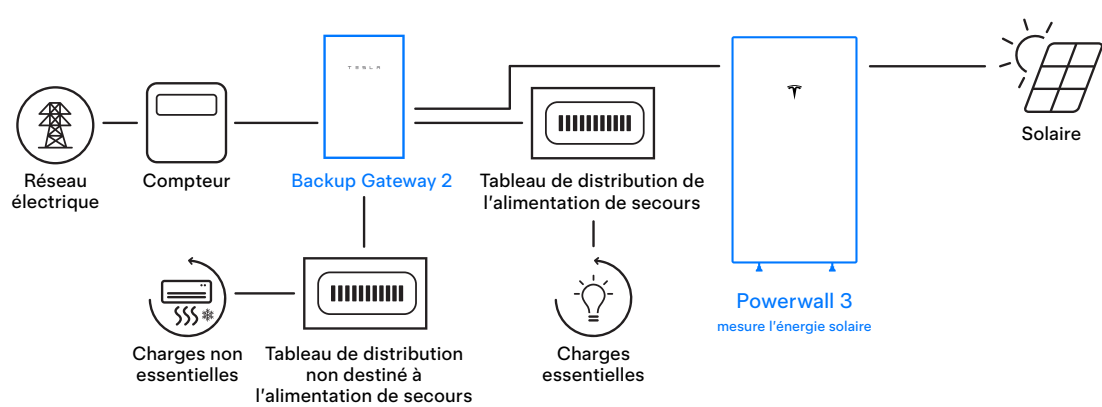 TESLA
Solaire
Réseau
électrique
Compteur
Backup Gateway 2
Tableau de distribution de
l'alimentation de secours
Powerwall 3
mesure l'énergie solaire
Charges non
essentielles
Tableau de distribution
non destiné à
l'alimentation de secours
Charges
essentielles